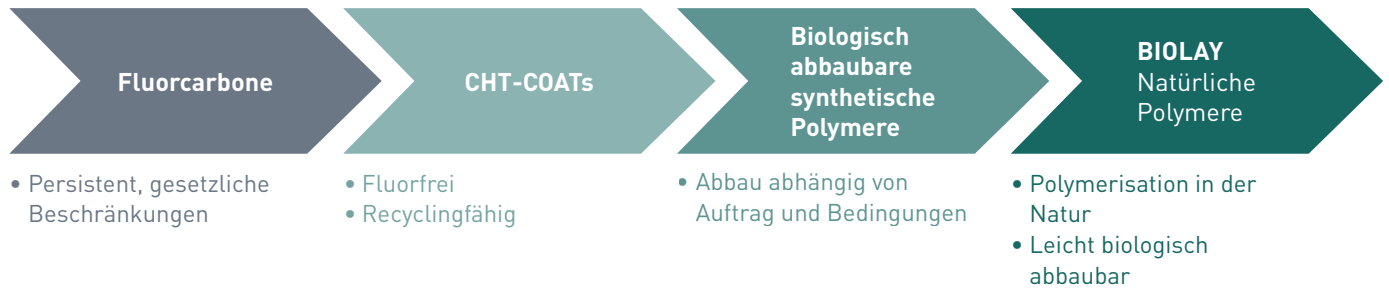 Fluorcarbone
• Persistent, gesetzliche
Beschränkungen
CHT-COATs
• Fluorfrei
• Recyclingfähig
Biologisch
abbaubare
synthetische
Polymere
• Abbau abhängig von
Auftrag und Bedingungen
BIOLAY
Natürliche
Polymere
• Polymerisation in der
Natur
• Leicht biologisch
abbaubar